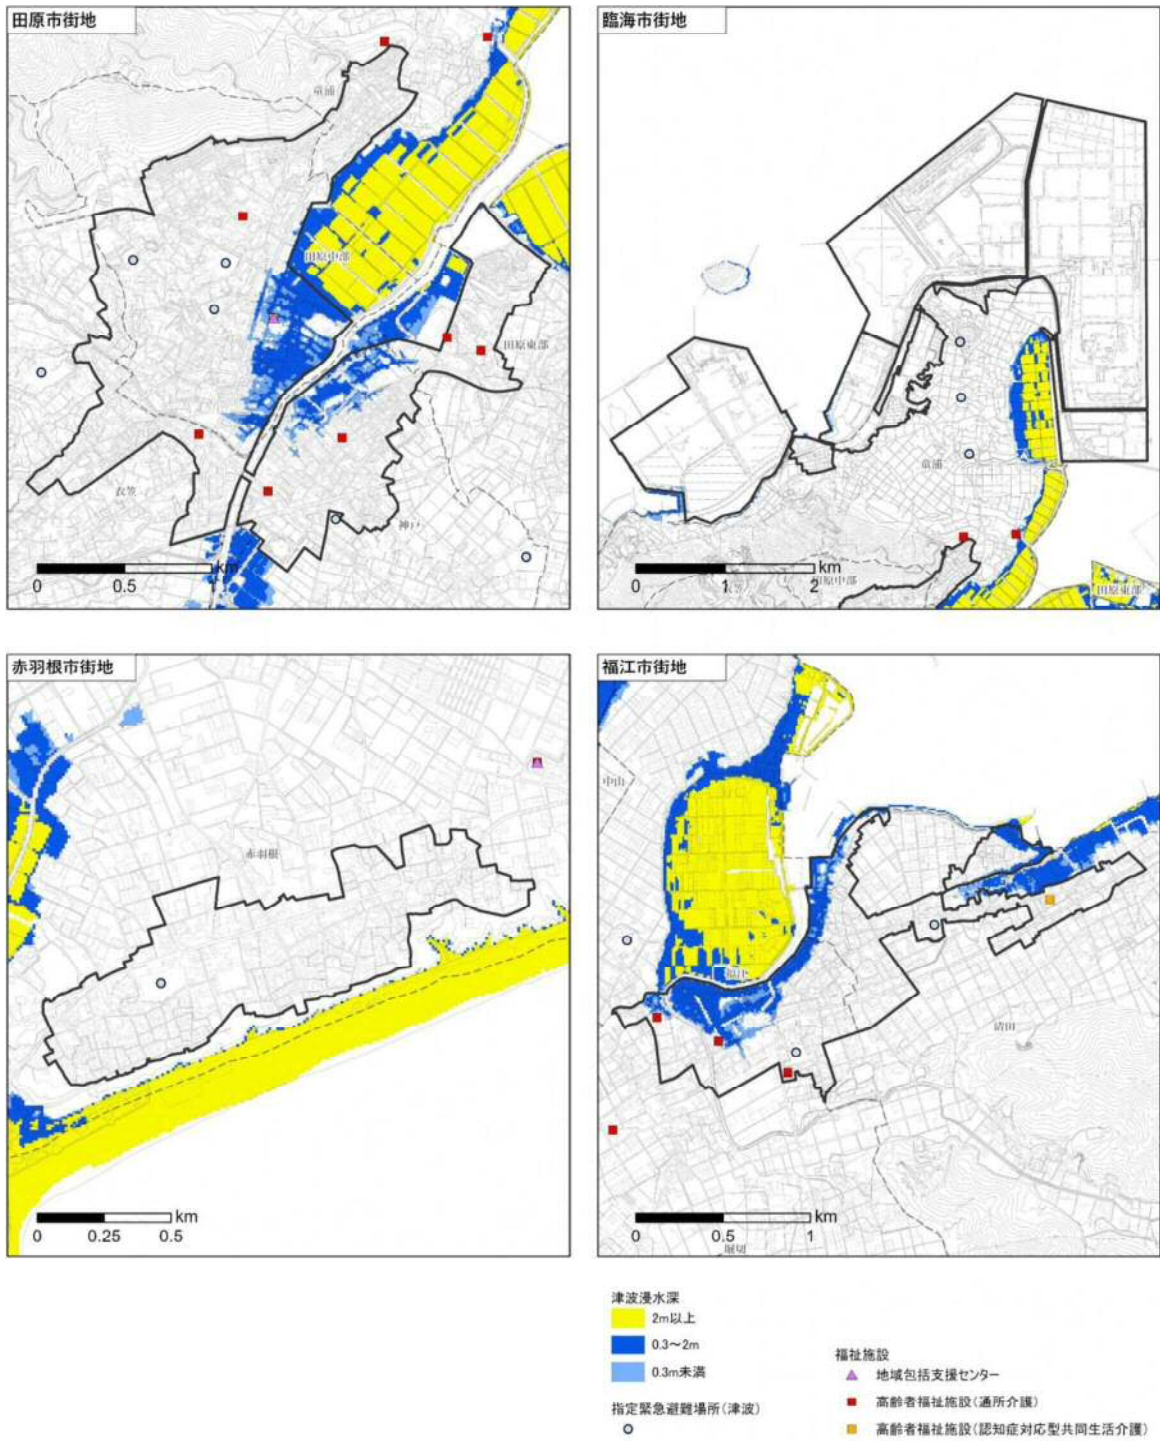 田原市街地
童浦
田原中部
田原東部
衣笠
神戸
km
0
0.5
1
臨海市街地
童浦
km
0
1
2
田原中部
田原東部
赤羽根市街地
赤羽根
km
0
0.25
0.5
福江市街地
中山
福江
清田
km
0
0.5
1
堀切
津波浸水深
2m以上
0.3～2m
0.3m未満
指定緊急避難場所(津波)
福祉施設
地域包括支援センター
高齢者福祉施設(通所介護)
高齢者福祉施設(認知症対応型共同生活介護)